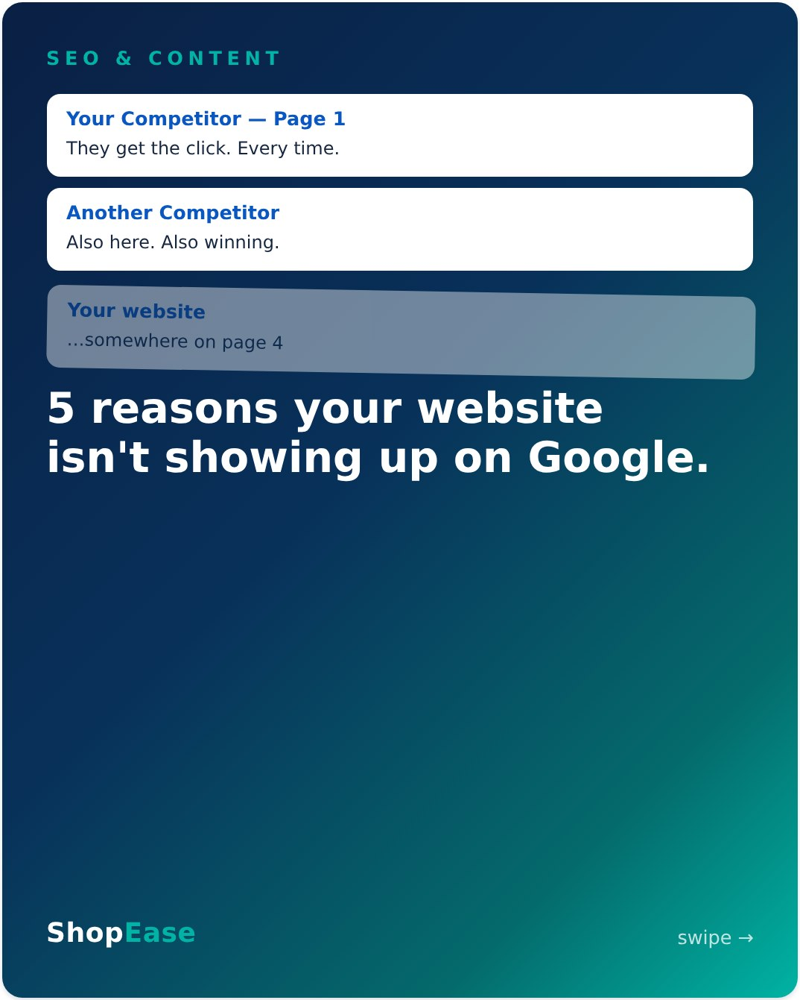 SEO & CONTENT
Your Competitor — Page 1
They get the click. Every time.
Another Competitor
Also here. Also winning.
Your website
...somewhere on page 4
5 reasons your website
isn't showing up on Google.
ShopEase
swipe →